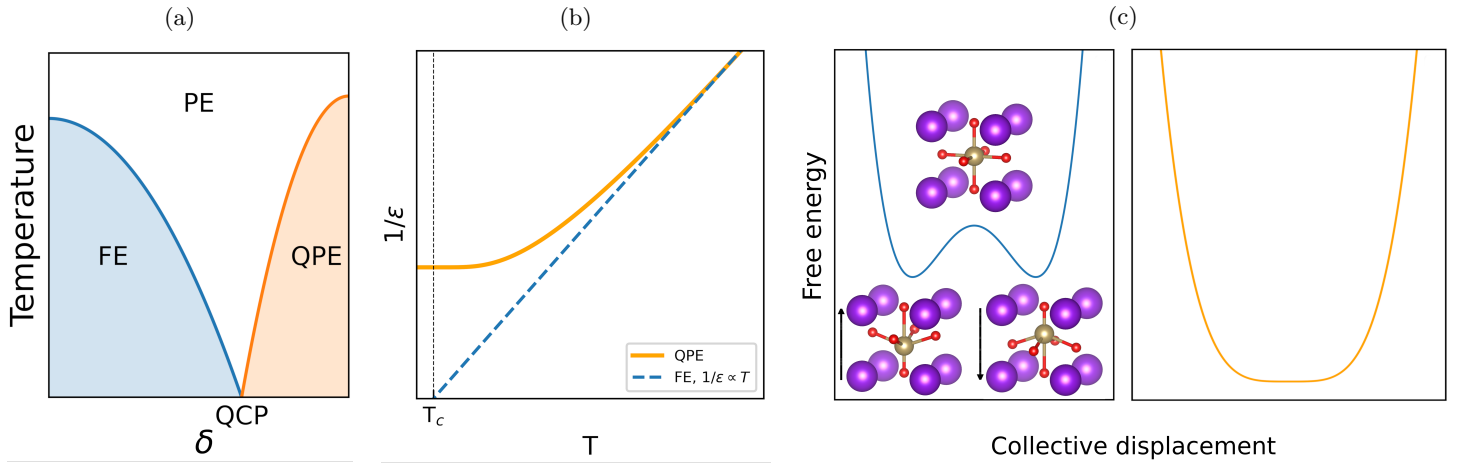 (a)
(b)
(c)
Temperature
PE
FE
QPE
QCP
δ
1/ε
QPE
FE, 1/ε ∝ T
T_c
T
Free energy
Collective displacement